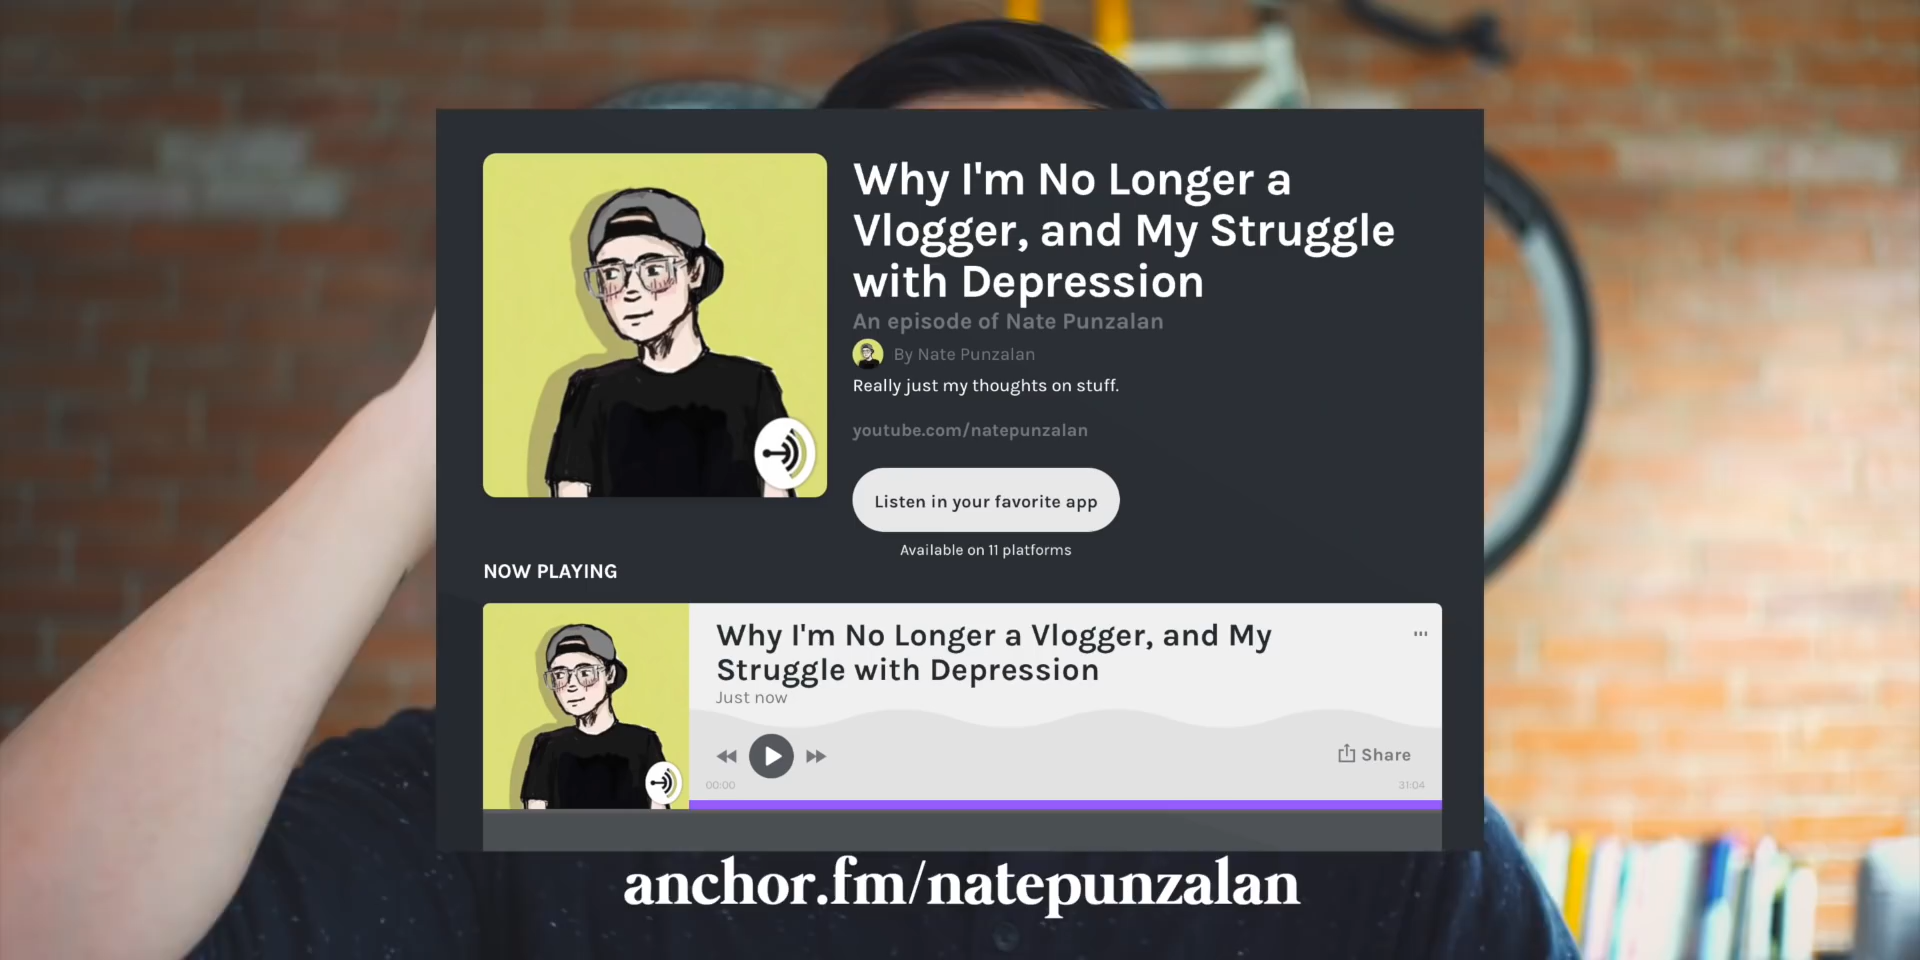 Why I'm No Longer a
Vlogger, and My Struggle
with Depression
An episode of Nate Punzalan
By Nate Punzalan
Really just my thoughts on stuff.
youtube.com/natepunzalan
Listen in your favorite app
Available on 11 platforms
NOW PLAYING
Why I'm No Longer a Vlogger, and My
Struggle with Depression
Just now
Share
00:00
31:04
anchor.fm/natepunzalan